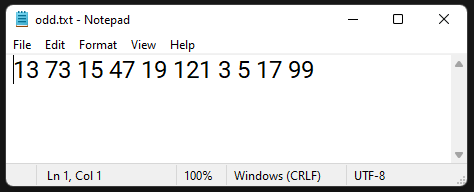 odd.txt - Notepad
File Edit Format View Help
13 73 15 47 19 121 3 5 17 99
Ln 1, Col 1 100% Windows (CRLF) UTF-8